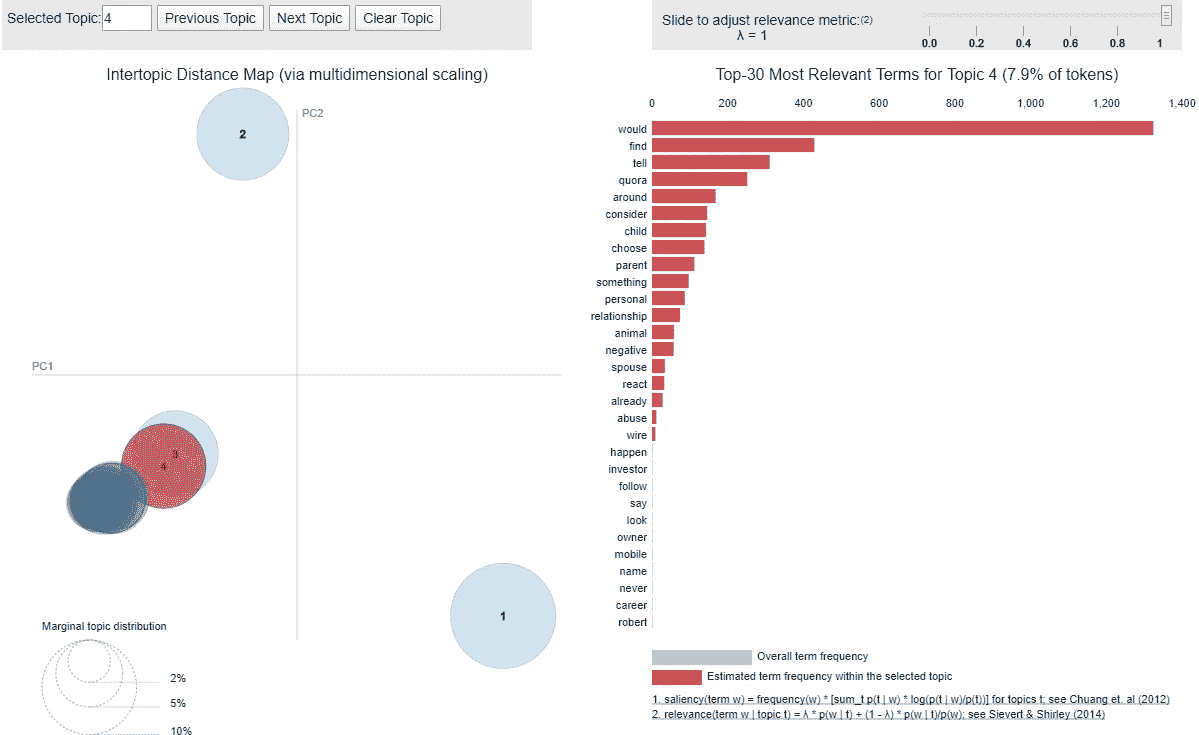 Selected Topic: 4 Previous Topic Next Topic Clear Topic
Slide to adjust relevance metric:(2)
λ = 1
0.0 0.2 0.4 0.6 0.8 1
Intertopic Distance Map (via multidimensional scaling)
PC2
PC1
2
3
4
1
Marginal topic distribution
2%
5%
10%
Top-30 Most Relevant Terms for Topic 4 (7.9% of tokens)
0 200 400 600 800 1,000 1,200 1,400
would
find
tell
quora
around
consider
child
choose
parent
something
personal
relationship
animal
negative
spouse
react
already
abuse
wire
happen
investor
follow
say
look
owner
mobile
name
never
career
robert
Overall term frequency
Estimated term frequency within the selected topic
1. saliency(term w) = frequency(w) * [sum_t p(t | w) * log(p(t | w)/p(t))] for topics t; see Chuang et. al (2012)
2. relevance(term w | topic t) = λ * p(w | t) + (1 - λ) * p(w | t)/p(w); see Sievert & Shirley (2014)